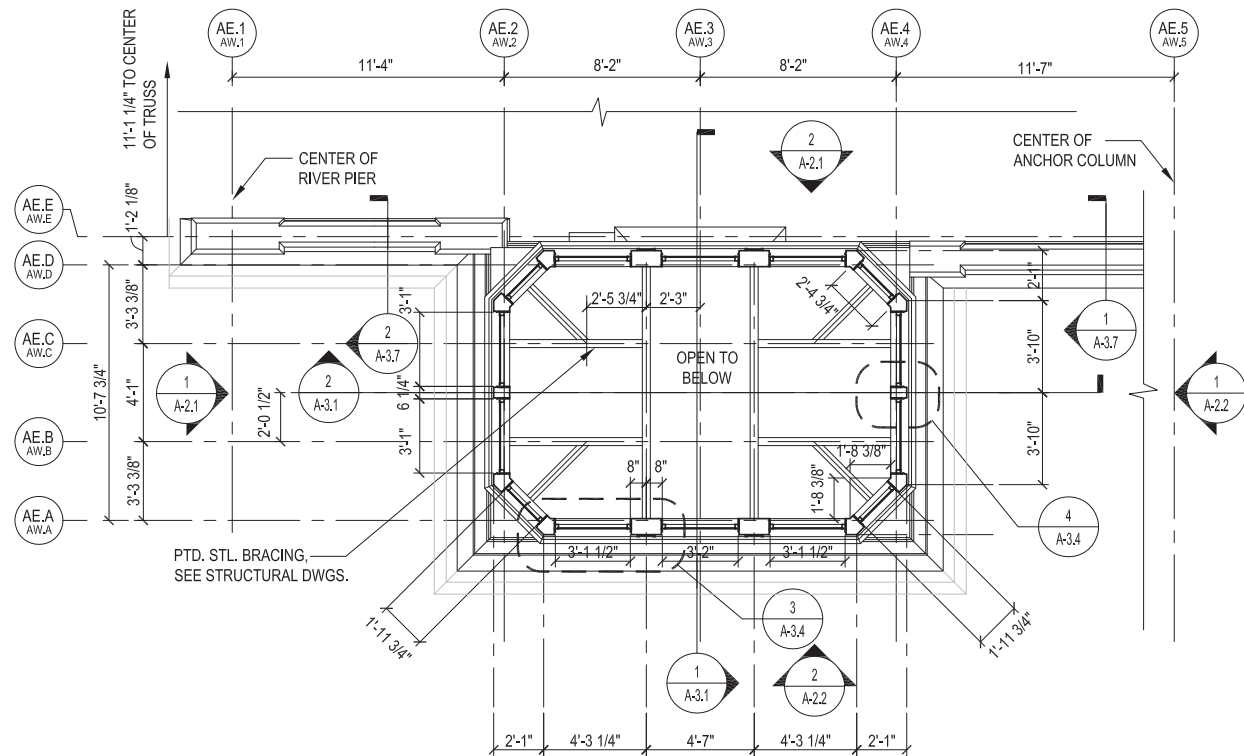 AE.1
AW.1
AE.2
AW.2
AE.3
AW.3
AE.4
AW.4
AE.5
AW.5
11'-4"
8'-2"
8'-2"
11'-7"
11'-1 1/4" TO CENTER
OF TRUSS
CENTER OF
RIVER PIER
2
A-2.1
CENTER OF
ANCHOR COLUMN
AE.E
AW.E
AE.D
AW.D
AE.C
AW.C
AE.B
AW.B
AE.A
AW.A
1'-2 1/8"
3'-3 3/8"
4'-1"
3'-3 3/8"
10'-7 3/4"
2'-0 1/2"
1
A-2.1
2
A-3.1
2
A-3.7
3'-1"
6 1/4"
3'-1"
2'-5 3/4"
2'-3"
2'-4 3/4"
OPEN TO
BELOW
2'-1"
3'-10"
3'-10"
1
A-3.7
1
A-2.2
1'-8 3/8"
1'-8 3/8"
8"
8"
4
A-3.4
PTD. STL. BRACING,
SEE STRUCTURAL DWGS.
3'-1 1/2"
3'-2"
3'-1 1/2"
1'-11 3/4"
1'-11 3/4"
3
A-3.4
1
A-3.1
2
A-2.2
2'-1"
4'-3 1/4"
4'-7"
4'-3 1/4"
2'-1"